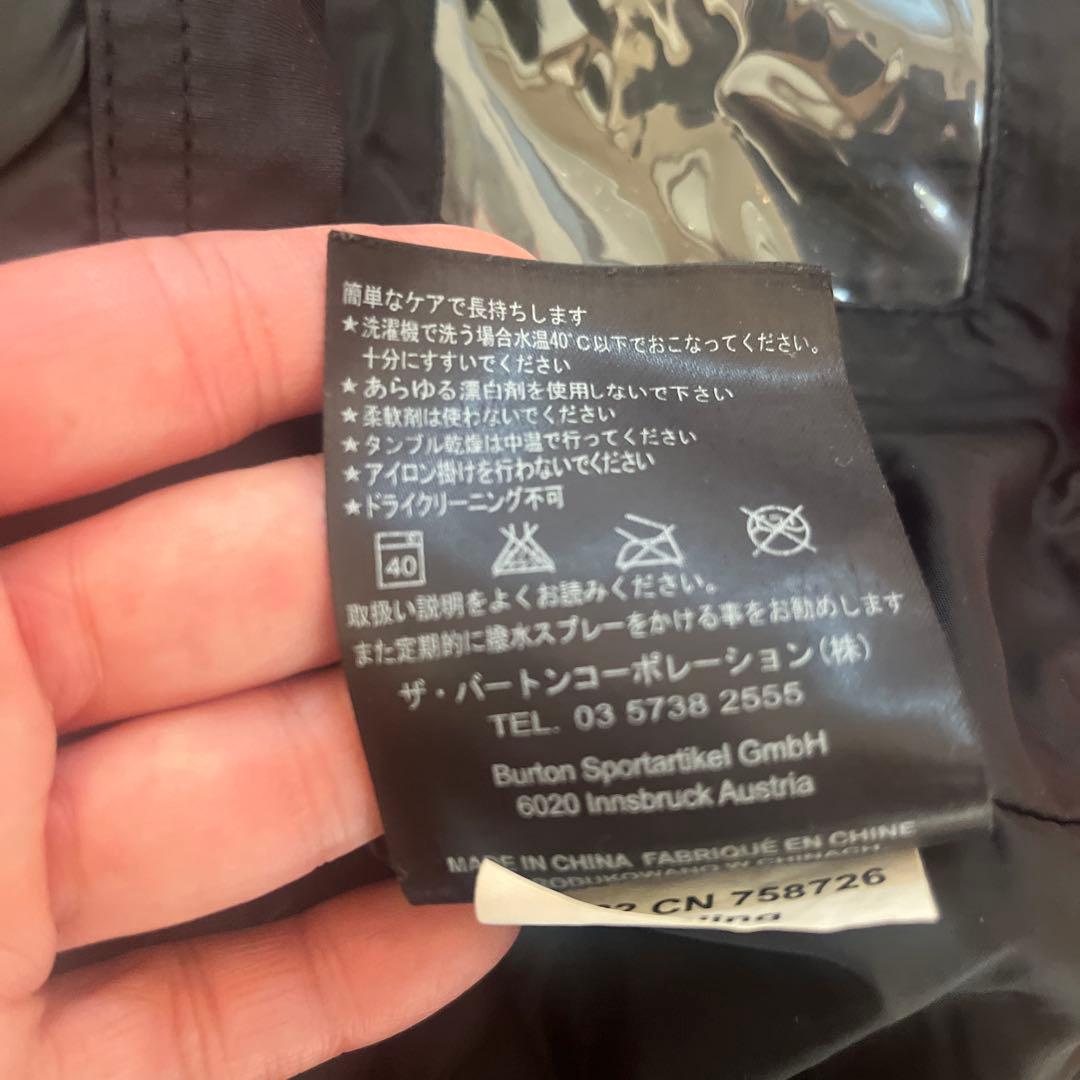 簡単なケアで長持ちします
★洗濯機で洗う場合水温40°C以下でおこなってください。
十分にすすいでください
★あらゆる漂白剤を使用しないで下さい
★柔軟剤は使わないでください
★タンブル乾燥は中温で行ってください
★アイロン掛けを行わないでください
★ドライクリーニング不可
40
取扱い説明をよくお読みください。
また定期的に撥水スプレーをかける事をお勧めします
ザ・バートンコーポレーション(株)
TEL. 03 5738 2555
Burton Sportartikel GmbH
6020 Innsbruck Austria
MADE IN CHINA FABRIQUÉ EN CHINE
W CHINACH
CN 758726